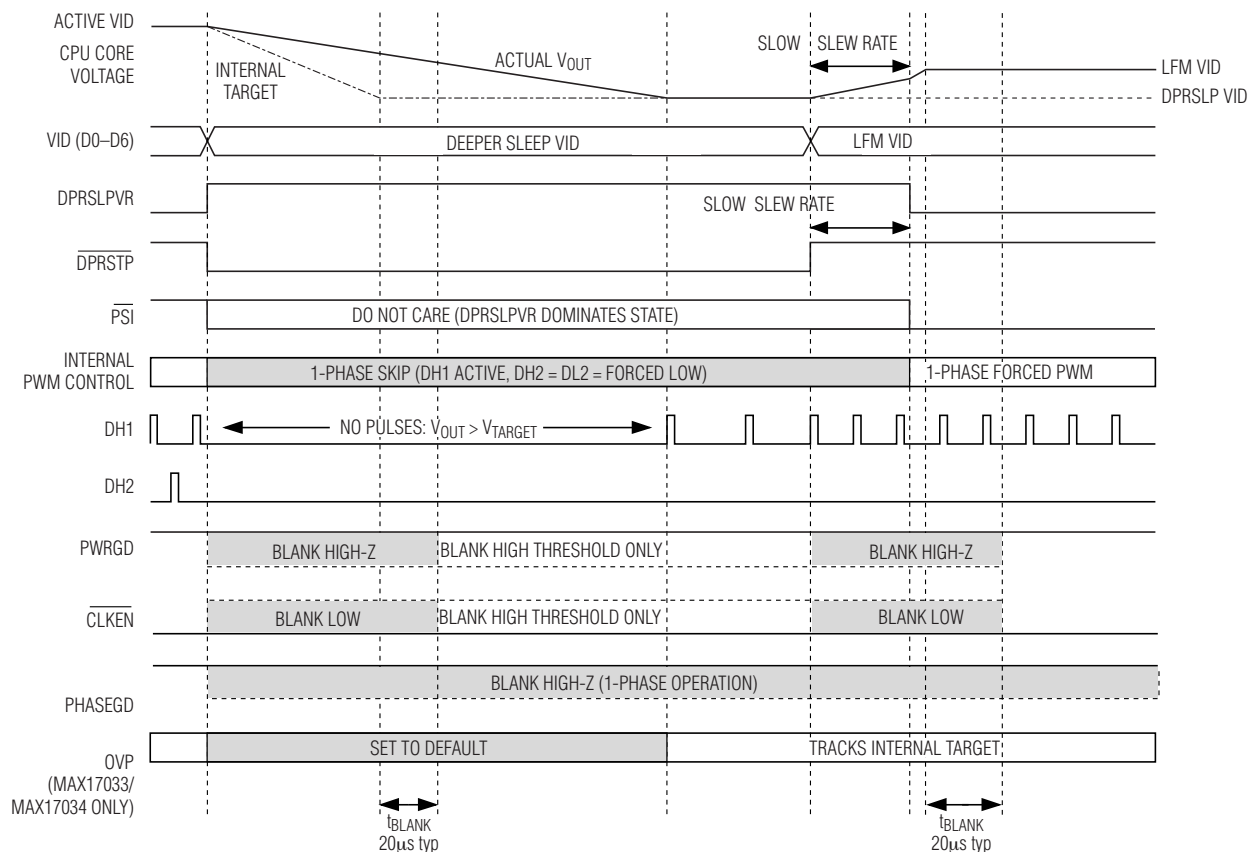 ACTIVE VID
CPU CORE
VOLTAGE
INTERNAL
TARGET
ACTUAL VOUT
SLOW SLEW RATE
LFM VID
DPRSLP VID
VID (D0–D6)
DEEPER SLEEP VID
LFM VID
DPRSLPVR
SLOW SLEW RATE
DPRSTP
PSI
DO NOT CARE (DPRSLPVR DOMINATES STATE)
INTERNAL
PWM CONTROL
1-PHASE SKIP (DH1 ACTIVE, DH2 = DL2 = FORCED LOW)
1-PHASE FORCED PWM
DH1
NO PULSES: VOUT > VTARGET
DH2
PWRGD
BLANK HIGH-Z
BLANK HIGH THRESHOLD ONLY
BLANK HIGH-Z
CLKEN
BLANK LOW
BLANK HIGH THRESHOLD ONLY
BLANK LOW
PHASEGD
BLANK HIGH-Z (1-PHASE OPERATION)
OVP
(MAX17033/
MAX17034 ONLY)
SET TO DEFAULT
TRACKS INTERNAL TARGET
tBLANK
20µs typ
tBLANK
20µs typ